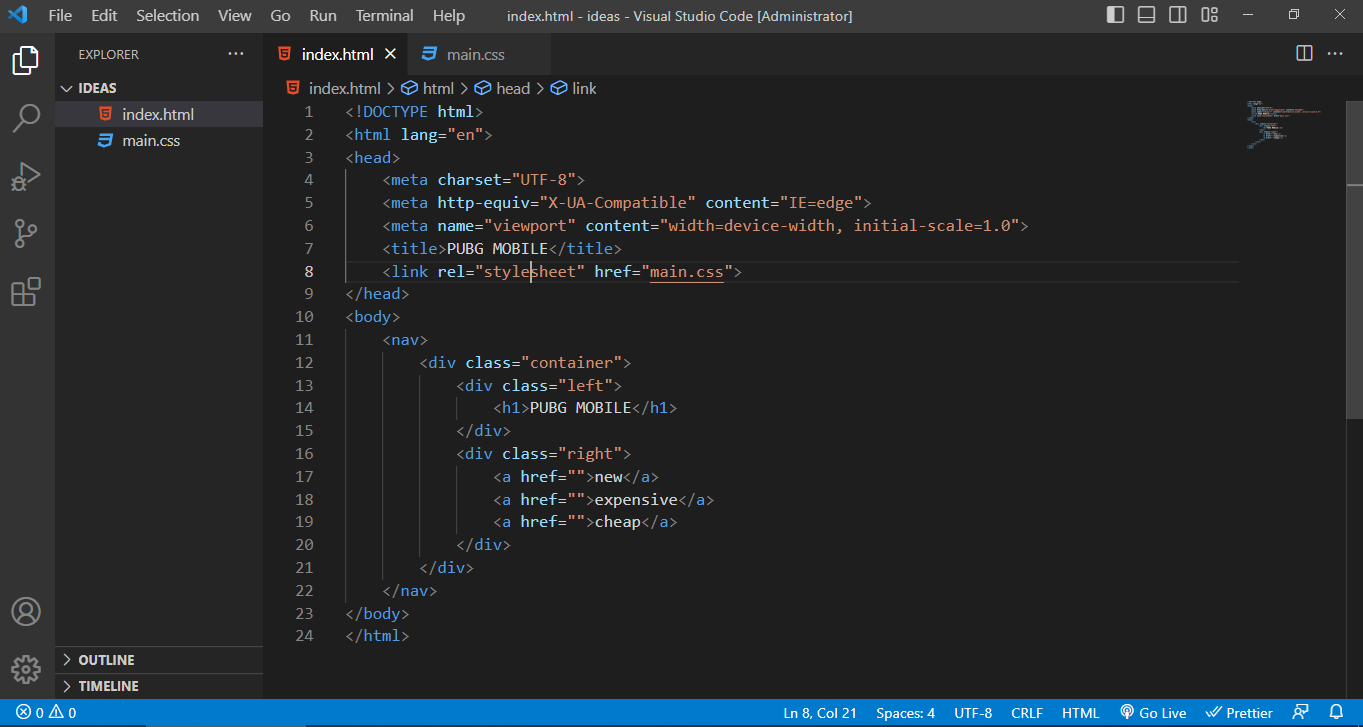 File Edit Selection View Go Run Terminal Help index.html - ideas - Visual Studio Code [Administrator]
EXPLORER ...
IDEAS
index.html
main.css
OUTLINE
TIMELINE
index.html main.css
index.html > html > head > link
1 <!DOCTYPE html>
2 <html lang="en">
3 <head>
4     <meta charset="UTF-8">
5     <meta http-equiv="X-UA-Compatible" content="IE=edge">
6     <meta name="viewport" content="width=device-width, initial-scale=1.0">
7     <title>PUBG MOBILE</title>
8     <link rel="stylesheet" href="main.css">
9 </head>
10 <body>
11     <nav>
12         <div class="container">
13             <div class="left">
14                 <h1>PUBG MOBILE</h1>
15             </div>
16             <div class="right">
17                 <a href="">new</a>
18                 <a href="">expensive</a>
19                 <a href="">cheap</a>
20             </div>
21         </div>
22     </nav>
23 </body>
24 </html>
0 0 Ln 8, Col 21 Spaces: 4 UTF-8 CRLF HTML Go Live Prettier